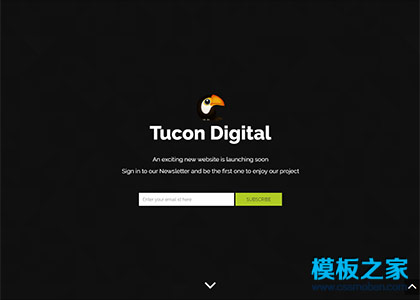 Tucon Digital
An exciting new website is launching soon
Sign in to our Newsletter and be the first one to enjoy our project
Enter your email id here
SUBSCRIBE
模板之家
www.cssmoban.com